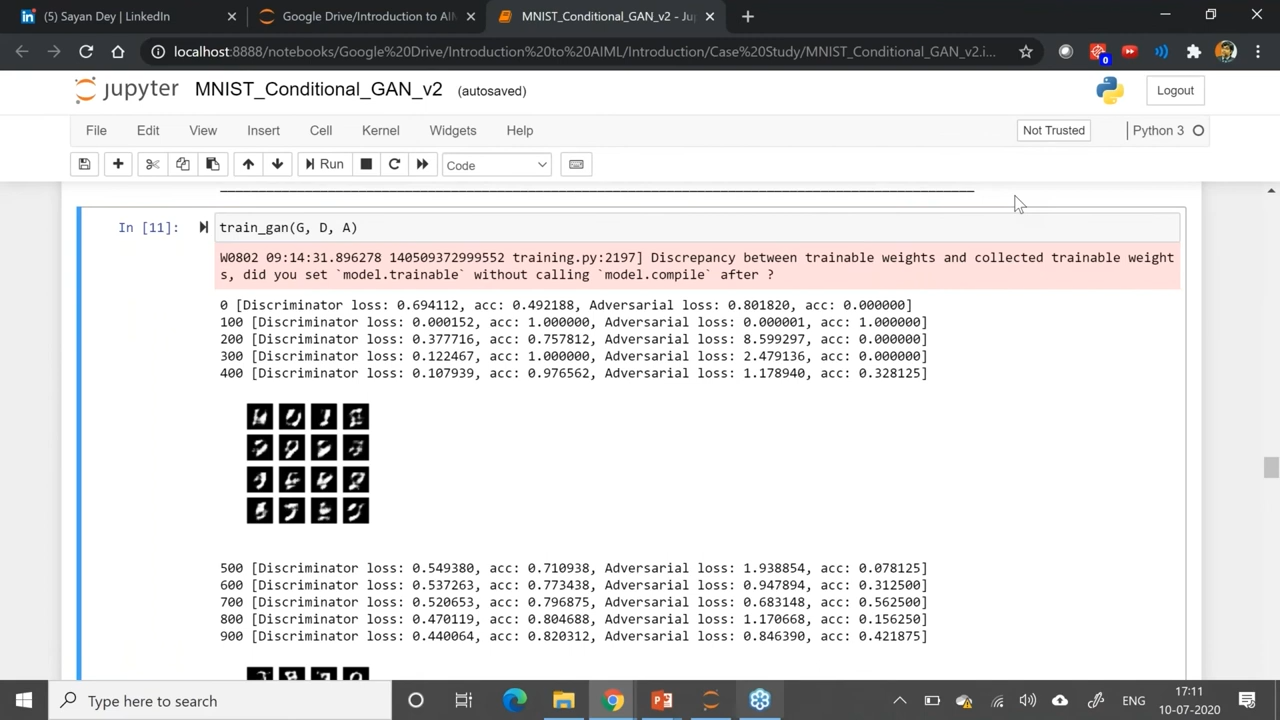 (5) Sayan Dey | LinkedIn
Google Drive/Introduction to AIM
MNIST_Conditional_GAN_v2 - Jup
localhost:8888/notebooks/Google%20Drive/Introduction%20to%20AIML/Introduction/Case%20Study/MNIST_Conditional_GAN_v2.i...
0
jupyter MNIST_Conditional_GAN_v2 (autosaved)
Logout
File Edit View Insert Cell Kernel Widgets Help
Not Trusted
Python 3
Run
Code
In [11]: train_gan(G, D, A)
W0802 09:14:31.896278 140509372999552 training.py:2197] Discrepancy between trainable weights and collected trainable weight
s, did you set `model.trainable` without calling `model.compile` after ?
0 [Discriminator loss: 0.694112, acc: 0.492188, Adversarial loss: 0.801820, acc: 0.000000]
100 [Discriminator loss: 0.000152, acc: 1.000000, Adversarial loss: 0.000001, acc: 1.000000]
200 [Discriminator loss: 0.377716, acc: 0.757812, Adversarial loss: 8.599297, acc: 0.000000]
300 [Discriminator loss: 0.122467, acc: 1.000000, Adversarial loss: 2.479136, acc: 0.000000]
400 [Discriminator loss: 0.107939, acc: 0.976562, Adversarial loss: 1.178940, acc: 0.328125]
500 [Discriminator loss: 0.549380, acc: 0.710938, Adversarial loss: 1.938854, acc: 0.078125]
600 [Discriminator loss: 0.537263, acc: 0.773438, Adversarial loss: 0.947894, acc: 0.312500]
700 [Discriminator loss: 0.520653, acc: 0.796875, Adversarial loss: 0.683148, acc: 0.562500]
800 [Discriminator loss: 0.470119, acc: 0.804688, Adversarial loss: 1.170668, acc: 0.156250]
900 [Discriminator loss: 0.440064, acc: 0.820312, Adversarial loss: 0.846390, acc: 0.421875]
Type here to search
ENG
17:11
10-07-2020